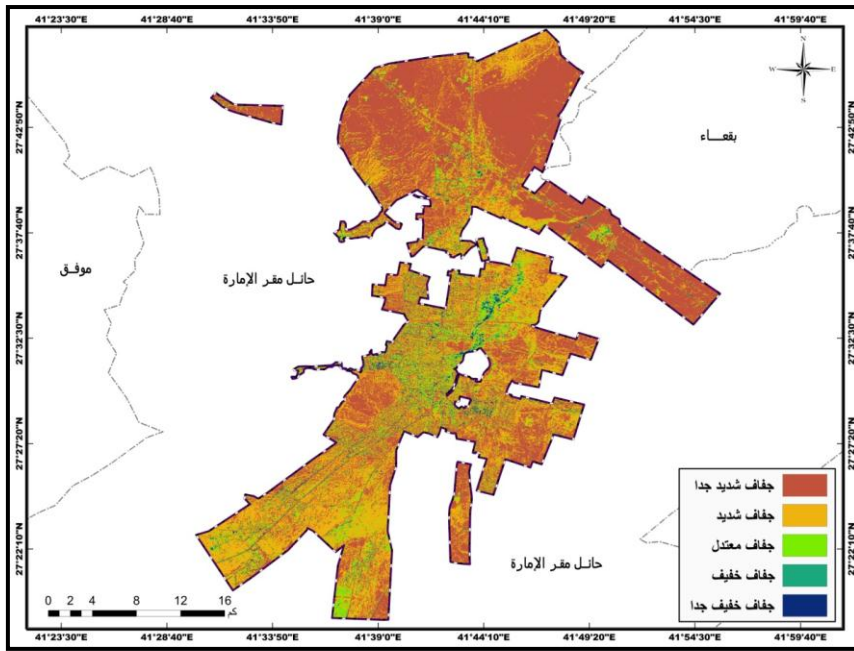 41°23'30"E 41°28'40"E 41°33'50"E 41°39'0"E 41°44'10"E 41°49'20"E 41°54'30"E 41°59'40"E
N
W E
S
27°42'50"N 27°42'50"N
بقعـــاء
27°37'40"N 27°37'40"N
موفـق
حائـل مقر الإمارة
27°32'30"N 27°32'30"N
27°27'20"N 27°27'20"N
جفاف شديد جدا
جفاف شديد
جفاف معتدل
جفاف خفيف
جفاف خفيف جدا
27°22'10"N 27°22'10"N
حائـل مقر الإمارة
0 2 4 8 12 16
كم
41°23'30"E 41°28'40"E 41°33'50"E 41°39'0"E 41°44'10"E 41°49'20"E 41°54'30"E 41°59'40"E